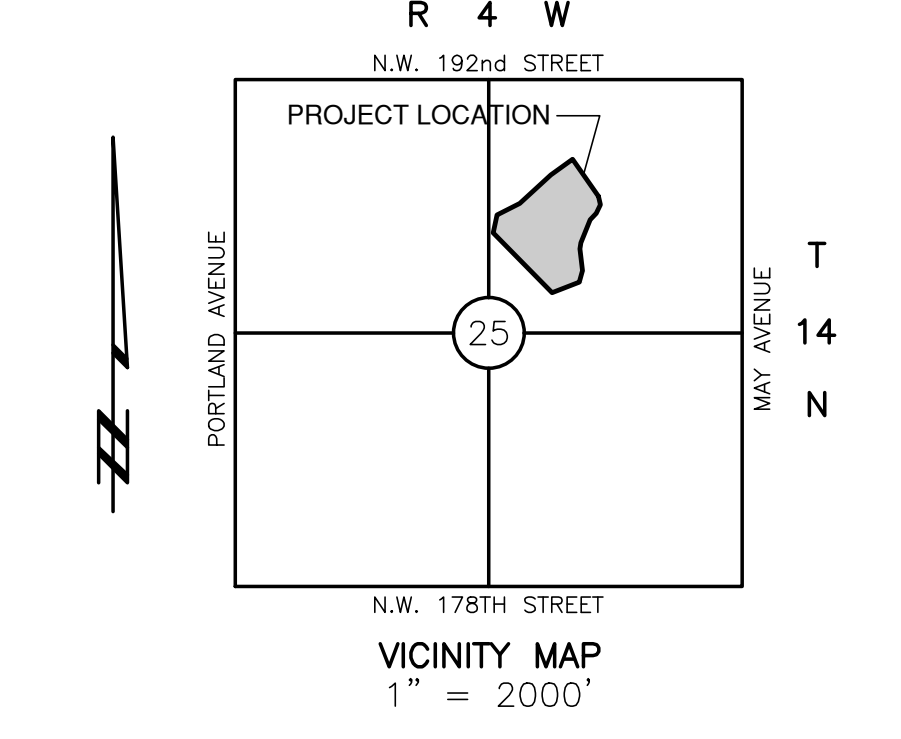 R 4 W
N.W. 192nd STREET
PROJECT LOCATION
PORTLAND AVENUE
25
MAY AVENUE
T
14
N
N
N.W. 178TH STREET
VICINITY MAP
1" = 2000'